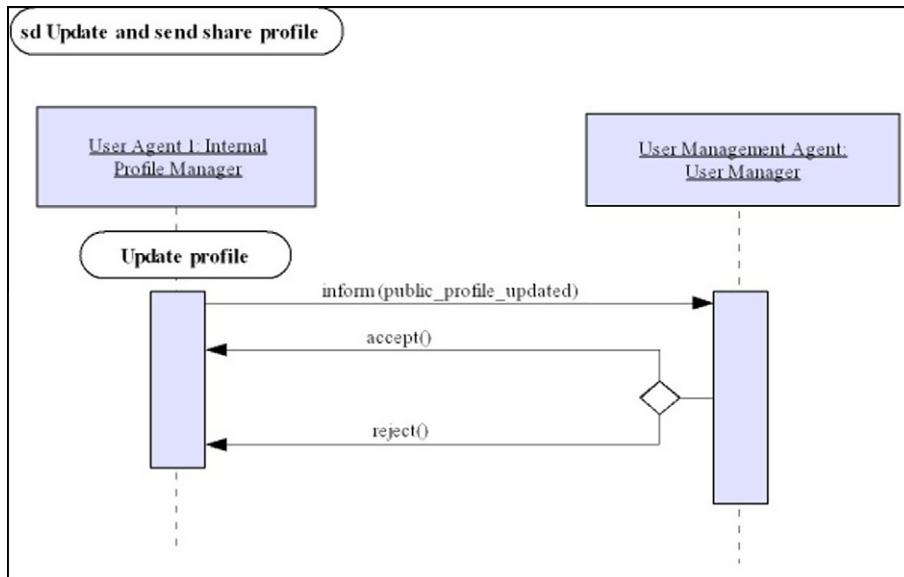 sd Update and send share profile
User Agent 1: Internal
Profile Manager
User Management Agent:
User Manager
Update profile
inform(public_profile_updated)
accept()
reject()